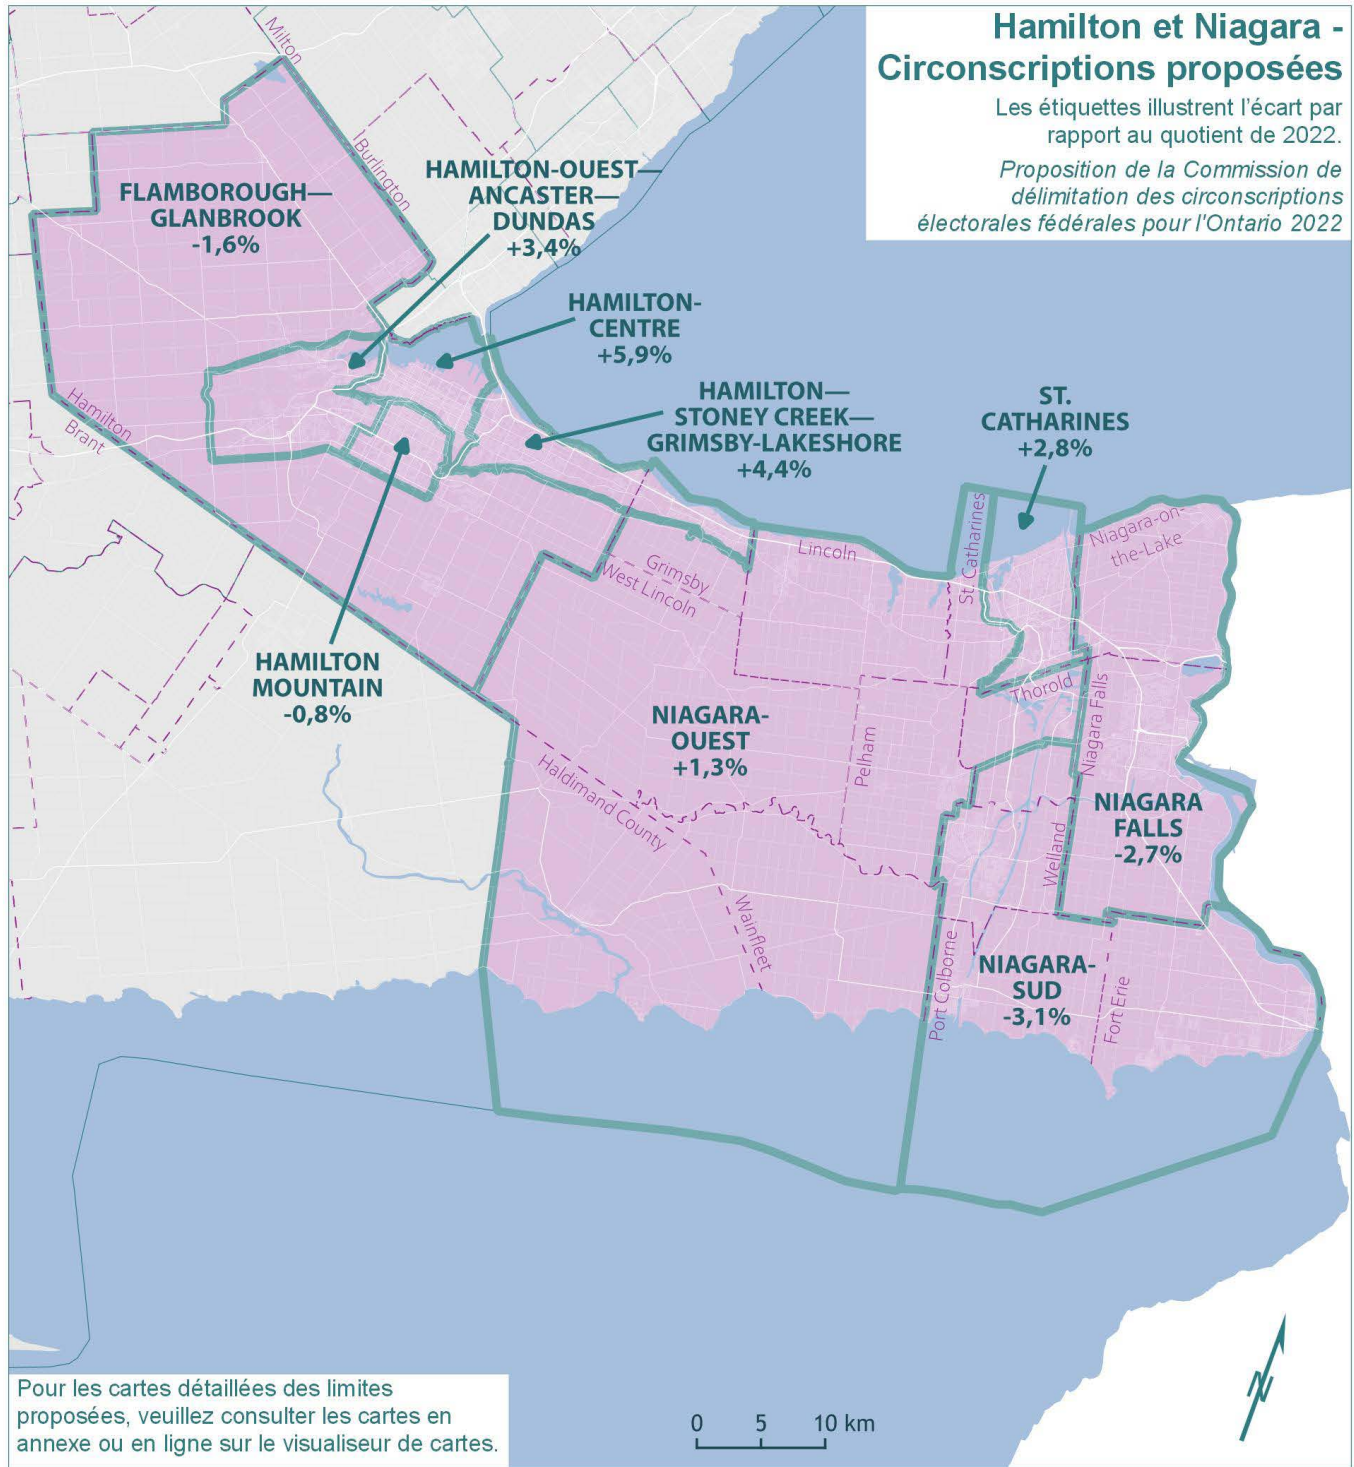 Hamilton et Niagara -
Circonscriptions proposées
Les étiquettes illustrent l'écart par
rapport au quotient de 2022.
Proposition de la Commission de
délimitation des circonscriptions
électorales fédérales pour l'Ontario 2022
Milton
Burlington
FLAMBOROUGH—
GLANBROOK
-1,6%
HAMILTON-OUEST—
ANCASTER—
DUNDAS
+3,4%
HAMILTON-
CENTRE
+5,9%
HAMILTON—
STONEY CREEK—
GRIMSBY-LAKESHORE
+4,4%
ST.
CATHARINES
+2,8%
Hamilton
Brant
St. Catharines
Niagara-on-
the-Lake
Lincoln
Grimsby
West Lincoln
HAMILTON
MOUNTAIN
-0,8%
Thorold
Niagara Falls
NIAGARA-
OUEST
+1,3%
Pelham
Haldimand County
NIAGARA
FALLS
-2,7%
Welland
Wainfleet
Port Colborne
NIAGARA-
SUD
-3,1%
Fort Erie
Pour les cartes détaillées des limites
proposées, veuillez consulter les cartes en
annexe ou en ligne sur le visualiseur de cartes.
0 5 10 km
N